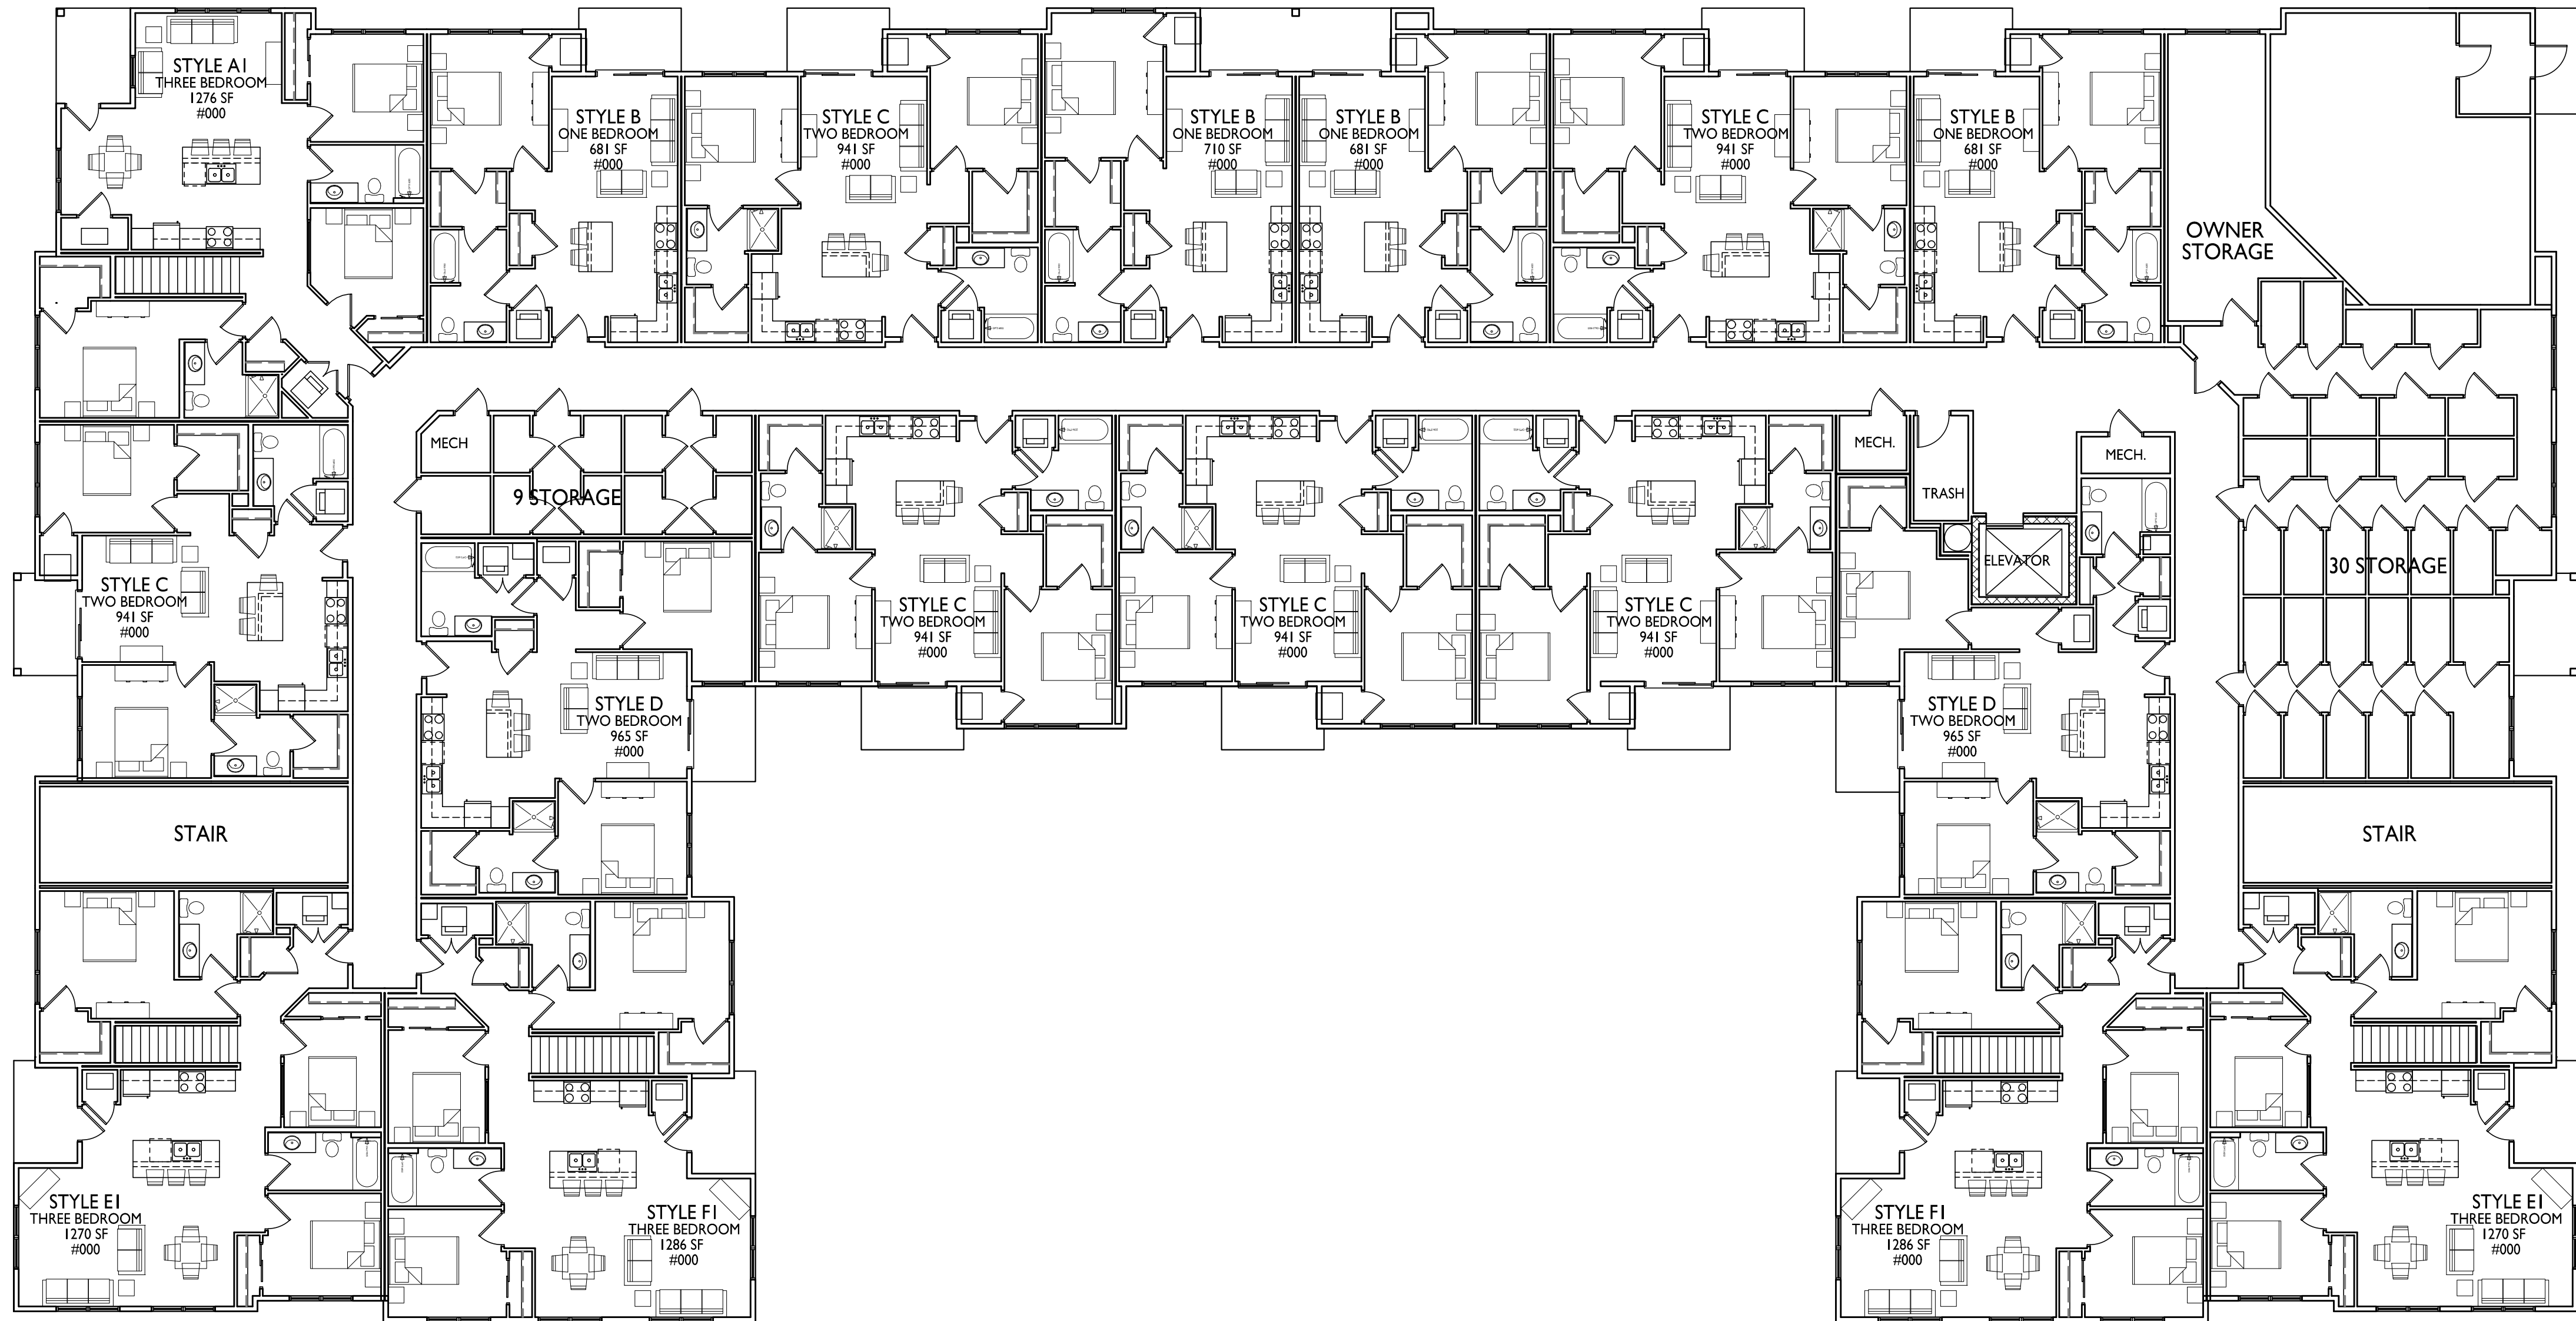 STYLE A1
THREE BEDROOM
1276 SF
#000
STYLE B
ONE BEDROOM
681 SF
#000
STYLE C
TWO BEDROOM
941 SF
#000
STYLE B
ONE BEDROOM
710 SF
#000
STYLE B
ONE BEDROOM
681 SF
#000
STYLE C
TWO BEDROOM
941 SF
#000
STYLE B
ONE BEDROOM
681 SF
#000
OWNER
STORAGE
MECH
9 STORAGE
MECH.
TRASH
ELEVATOR
MECH.
30 STORAGE
STYLE C
TWO BEDROOM
941 SF
#000
STYLE C
TWO BEDROOM
941 SF
#000
STYLE C
TWO BEDROOM
941 SF
#000
STYLE C
TWO BEDROOM
941 SF
#000
STYLE D
TWO BEDROOM
965 SF
#000
STYLE D
TWO BEDROOM
965 SF
#000
STAIR
STAIR
STYLE E1
THREE BEDROOM
1270 SF
#000
STYLE F1
THREE BEDROOM
1286 SF
#000
STYLE F1
THREE BEDROOM
1286 SF
#000
STYLE E1
THREE BEDROOM
1270 SF
#000